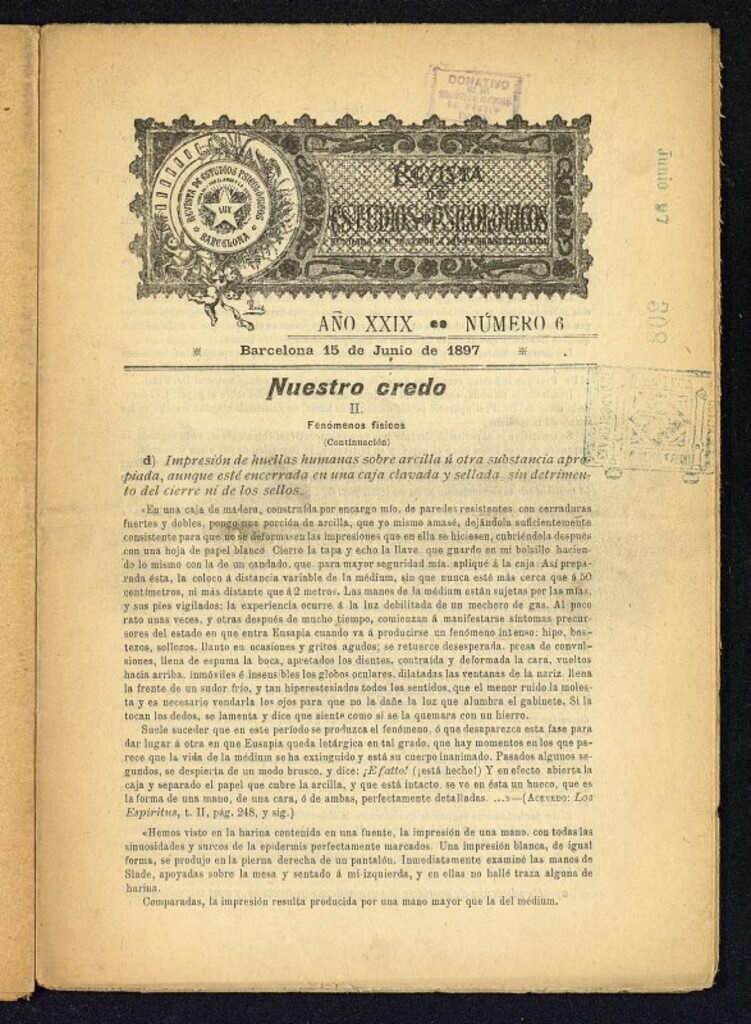 DONATIVO
Junio 97
308
REVISTA DE ESTUDIOS PSICOLÓGICOS
LUX
BARCELONA
REVISTA
DE
ESTUDIOS PSICOLOGICOS
AÑO XXIX NÚMERO 6
Barcelona 15 de Junio de 1897
Nuestro credo
II.
Fenómenos físicos
(Continuación)
d) Impresión de huellas humanas sobre arcilla ú otra substancia apro-
piada, aunque esté encerrada en una caja clavada y sellada, sin detrimen-
to del cierre ni de los sellos.
«En una caja de madera, construída por encargo mío, de paredes resistentes, con cerraduras
fuertes y dobles, pongo una porción de arcilla, que yo mismo amasé, dejándola suficientemente
consistente para que no se deformasen las impresiones que en ella se hiciesen, cubriéndola después
con una hoja de papel blanco. Cierro la tapa y echo la llave, que guardo en mi bolsillo hacien-
do lo mismo con la de un candado, que, para mayor seguridad mía, apliqué á la caja. Así prepa-
rada ésta, la coloco á distancia variable de la médium, sin que nunca esté más cerca que á 50
centímetros, ni más distante que á 2 metros. Las manos de la médium están sujetas por las mías,
y sus pies vigilados; la experiencia ocurre á la luz debilitada de un mechero de gas. Al poco
rato unas veces, y otras después de mucho tiempo, comienzan á manifestarse síntomas precur-
sores del estado en que entra Eusapia cuando va á producirse un fenómeno intenso: hipo, bos-
tezos, sollozos, llanto en ocasiones y gritos agudos; se retuerce desesperada, presa de convul-
siones, llena de espuma la boca, apretados los dientes, contraída y deformada la cara, vueltos
hacia arriba, inmóviles é insensibles los globos oculares, dilatadas las ventanas de la nariz, llena
la frente de un sudor frío, y tan hiperestesiados todos los sentidos, que el menor ruido la moles-
ta y es necesario vendarla los ojos para que no la dañe la luz que alumbra el gabinete. Si la
tocan los dedos, se lamenta y dice que siente como si se la quemara con un hierro.
Suele suceder que en este período se produzca el fenómeno, ó que desaparezca esta fase para
dar lugar á otra en que Eusapia queda letárgica en tal grado, que hay momentos en los que pa-
rece que la vida de la médium se ha extinguido y está su cuerpo inanimado. Pasados algunos se-
gundos, se despierta de un modo brusco, y dice: ¡E fatto! (¡está hecho!) Y en efecto, abierta la
caja y separado el papel que cubre la arcilla, y que está intacto, se ve en ésta un hueco, que es
la forma de una mano, de una cara, ó de ambas, perfectamente detalladas. ...»—(ACEVEDO: Los
Espíritus, t. II, pág. 248, y sig.)
«Hemos visto en la harina contenida en una fuente, la impresión de una mano, con todas las
sinuosidades y surcos de la epidermis perfectamente marcados. Una impresión blanca, de igual
forma, se produjo en la pierna derecha de un pantalón. Inmediatamente examiné las manos de
Slade, apoyadas sobre la mesa y sentado á mi izquierda, y en ellas no hallé traza alguna de
harina.
Comparadas, la impresión resulta producida por una mano mayor que la del médium.